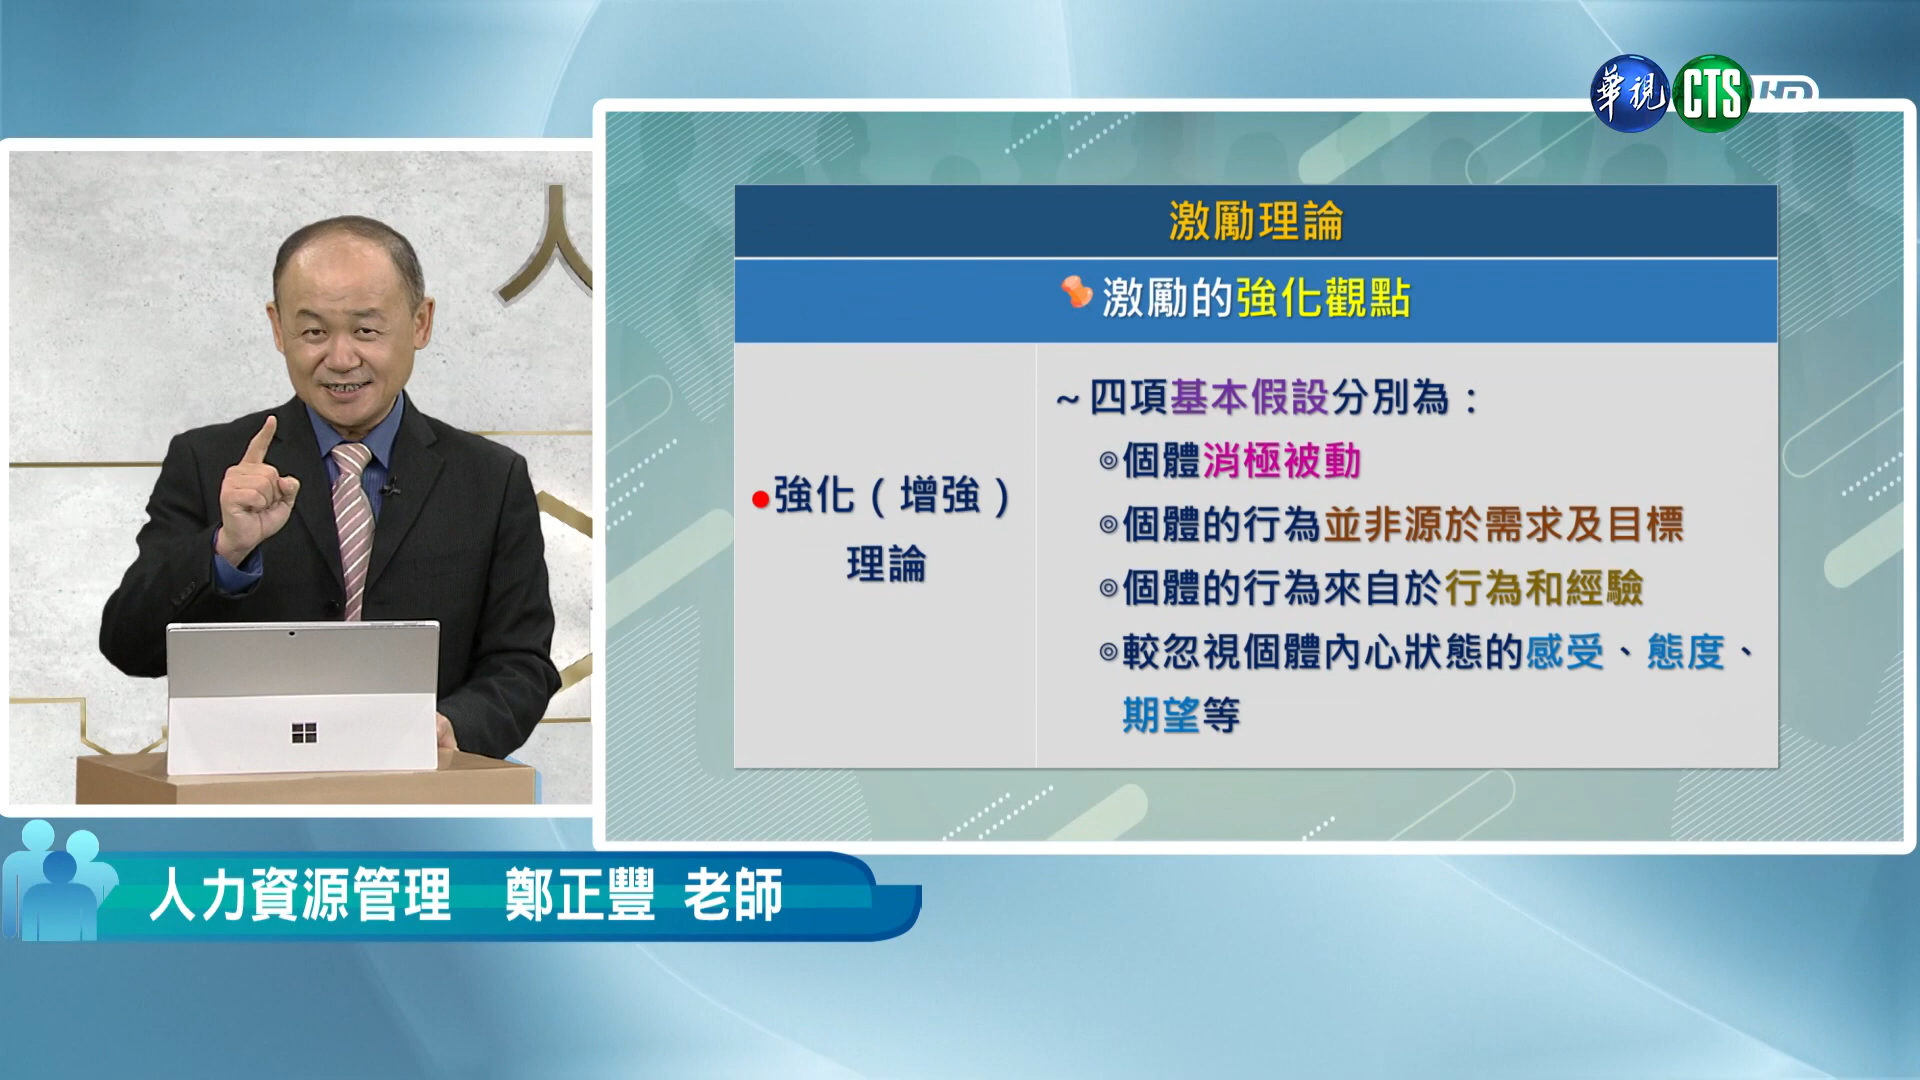 華視 CTS HD
人
激勵理論
激勵的強化觀點
●強化(增強)
理論
~四項基本假設分別為:
◎個體消極被動
◎個體的行為並非源於需求及目標
◎個體的行為來自於行為和經驗
◎較忽視個體內心狀態的感受、態度、
期望等
人力資源管理 鄭正豐 老師